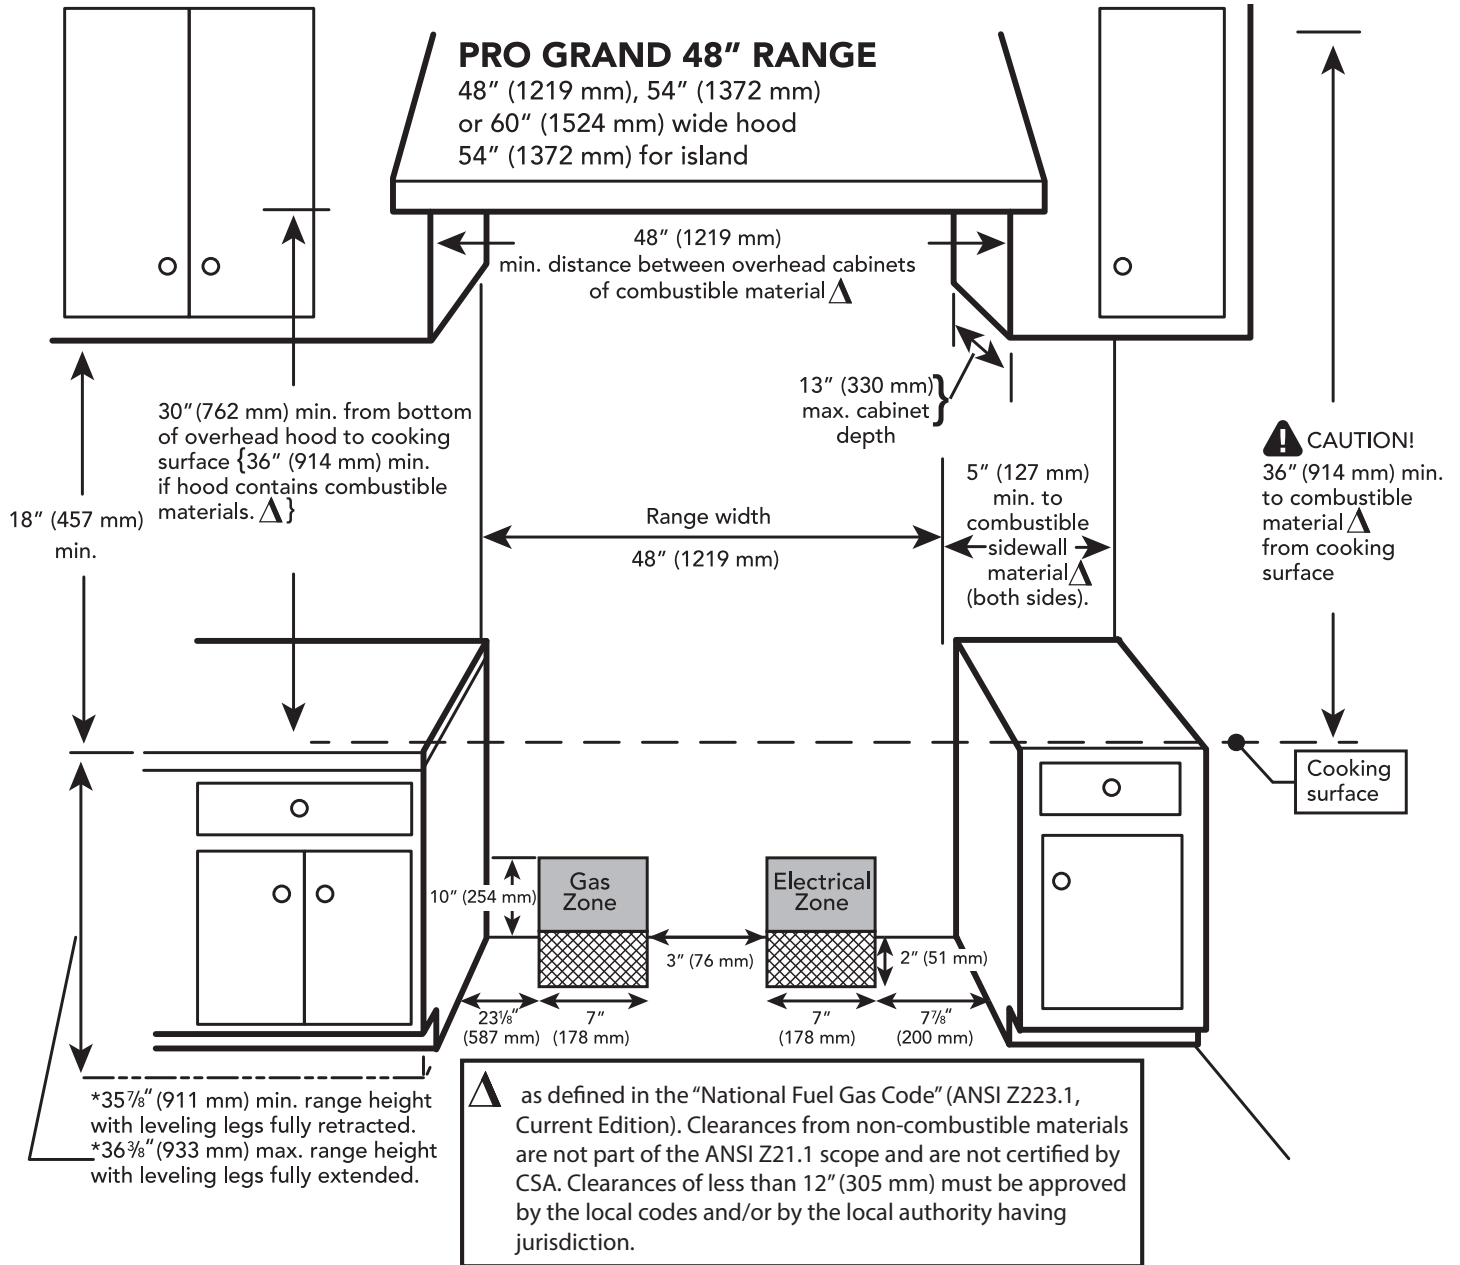 PRO GRAND 48” RANGE
48” (1219 mm), 54” (1372 mm)
or 60“ (1524 mm) wide hood
54” (1372 mm) for island
48” (1219 mm)
min. distance between overhead cabinets
of combustible material Δ
13” (330 mm)
max. cabinet
depth
30” (762 mm) min. from bottom
of overhead hood to cooking
surface {36” (914 mm) min.
if hood contains combustible
materials. Δ}
18” (457 mm)
min.
Range width
48” (1219 mm)
5” (127 mm)
min. to
combustible
sidewall
material Δ
(both sides).
CAUTION!
36” (914 mm) min.
to combustible
material Δ
from cooking
surface
Cooking
surface
10” (254 mm)
Gas
Zone
Electrical
Zone
3” (76 mm)
2” (51 mm)
23⅛“
(587 mm)
7”
(178 mm)
7”
(178 mm)
7⅞“
(200 mm)
*35⅞“ (911 mm) min. range height
with leveling legs fully retracted.
*36⅜“ (933 mm) max. range height
with leveling legs fully extended.
Δ as defined in the “National Fuel Gas Code” (ANSI Z223.1,
Current Edition). Clearances from non-combustible materials
are not part of the ANSI Z21.1 scope and are not certified by
CSA. Clearances of less than 12” (305 mm) must be approved
by the local codes and/or by the local authority having
jurisdiction.